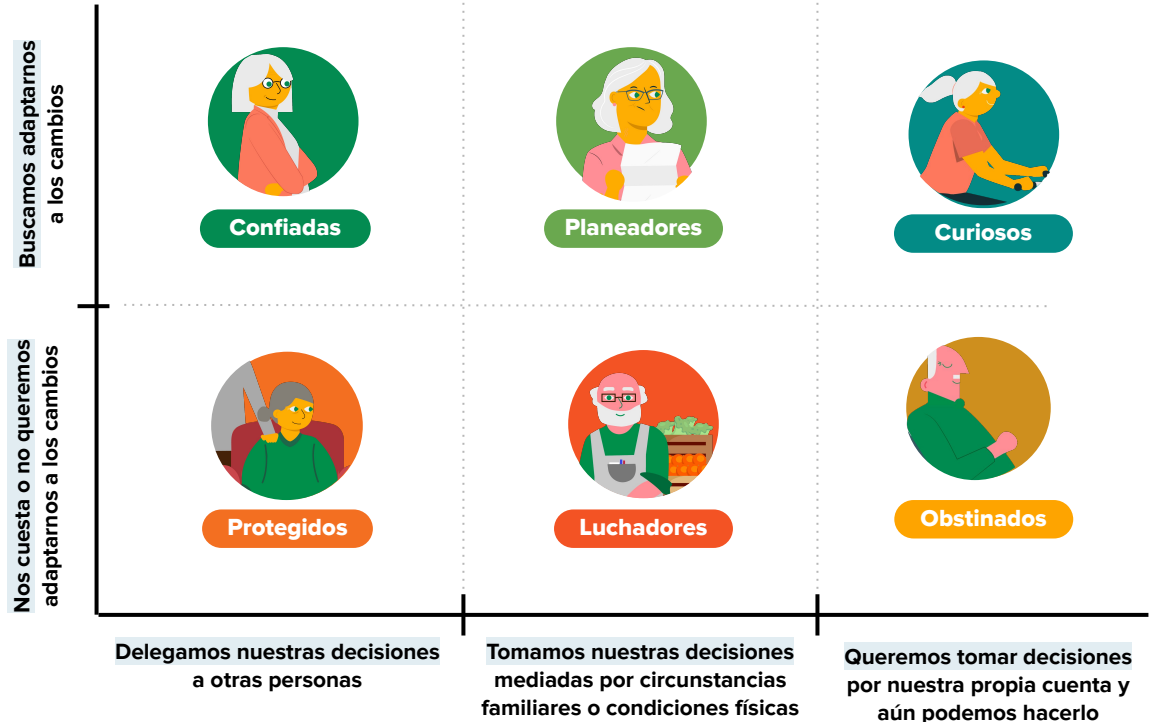 Buscamos adaptarnos
a los cambios
Confiadas
Planeadores
Curiosos
Nos cuesta o no queremos
adaptarnos a los cambios
Protegidos
Luchadores
Obstinados
Delegamos nuestras decisiones
a otras personas
Tomamos nuestras decisiones
mediadas por circunstancias
familiares o condiciones físicas
Queremos tomar decisiones
por nuestra propia cuenta y
aún podemos hacerlo